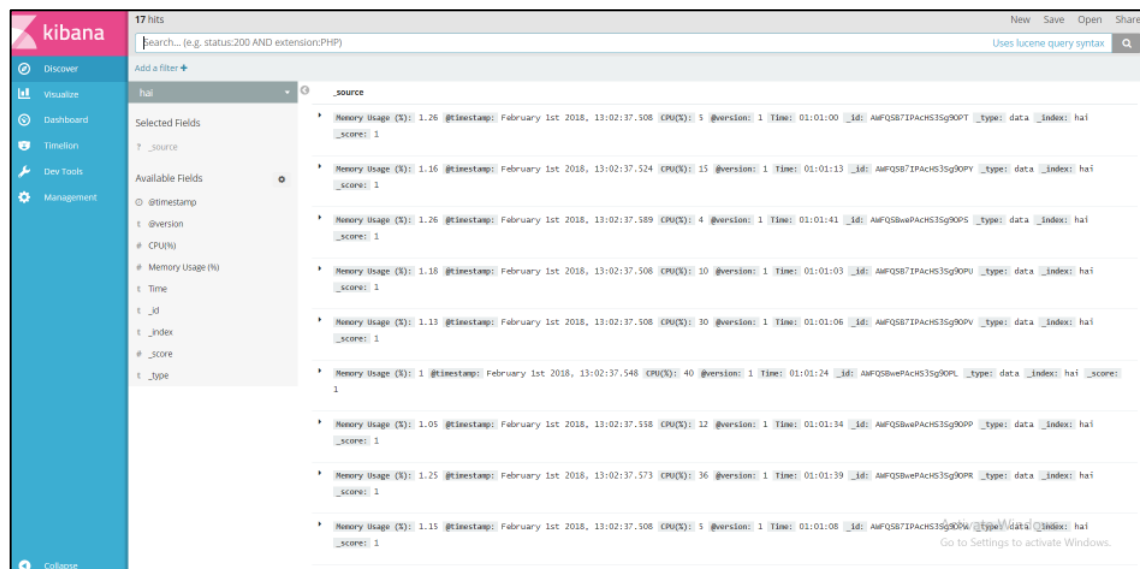 kibana
Discover
Visualize
Dashboard
Timelion
Dev Tools
Management
Collapse
17 hits
New Save Open Share
Search... (e.g. status:200 AND extension:PHP)
Uses lucene query syntax
Add a filter +
hai
Selected Fields
? _source
Available Fields
@timestamp
t @version
# CPU(%)
# Memory Usage (%)
t Time
t _id
t _index
# _score
t _type
_source
Memory Usage (%): 1.26 @timestamp: February 1st 2018, 13:02:37.508 CPU(%): 5 @version: 1 Time: 01:01:00 _id: AWFQSB7IPAcHS3Sg9OPT _type: data _index: hai
_score: 1
Memory Usage (%): 1.16 @timestamp: February 1st 2018, 13:02:37.524 CPU(%): 15 @version: 1 Time: 01:01:13 _id: AWFQSB7IPAcHS3Sg9OPY _type: data _index: hai
_score: 1
Memory Usage (%): 1.26 @timestamp: February 1st 2018, 13:02:37.589 CPU(%): 4 @version: 1 Time: 01:01:41 _id: AWFQSBwePAcHS3Sg9OPS _type: data _index: hai
_score: 1
Memory Usage (%): 1.18 @timestamp: February 1st 2018, 13:02:37.508 CPU(%): 10 @version: 1 Time: 01:01:03 _id: AWFQSB7IPAcHS3Sg9OPU _type: data _index: hai
_score: 1
Memory Usage (%): 1.13 @timestamp: February 1st 2018, 13:02:37.508 CPU(%): 30 @version: 1 Time: 01:01:06 _id: AWFQSB7IPAcHS3Sg9OPV _type: data _index: hai
_score: 1
Memory Usage (%): 1 @timestamp: February 1st 2018, 13:02:37.548 CPU(%): 40 @version: 1 Time: 01:01:24 _id: AWFQSBwePAcHS3Sg9OPL _type: data _index: hai _score:
1
Memory Usage (%): 1.05 @timestamp: February 1st 2018, 13:02:37.558 CPU(%): 12 @version: 1 Time: 01:01:34 _id: AWFQSBwePAcHS3Sg9OPP _type: data _index: hai
_score: 1
Memory Usage (%): 1.25 @timestamp: February 1st 2018, 13:02:37.573 CPU(%): 36 @version: 1 Time: 01:01:39 _id: AWFQSBwePAcHS3Sg9OPR _type: data _index: hai
_score: 1
Memory Usage (%): 1.15 @timestamp: February 1st 2018, 13:02:37.508 CPU(%): 5 @version: 1 Time: 01:01:08 _id: AWFQSB7IPAcHS3Sg9OPW _type: data _index: hai
_score: 1
Activate Windows
Go to Settings to activate Windows.